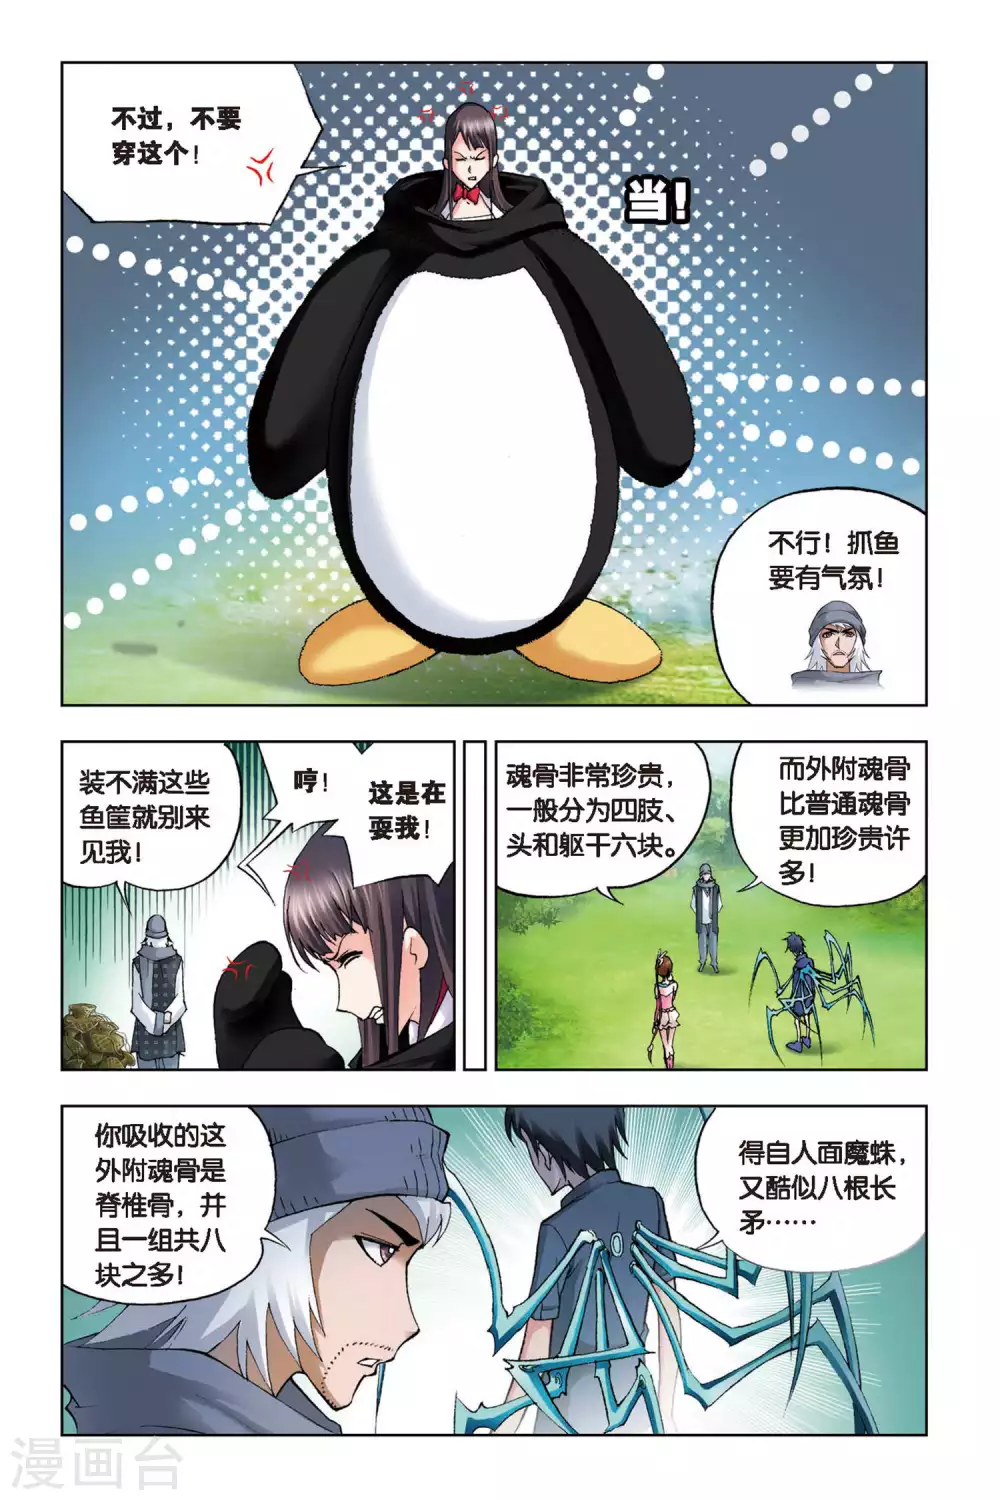 不过，不要
穿这个！
当！
不行！抓鱼
要有气氛！
装不满这些
鱼筐就别来
见我！
哼！
这是在
耍我！
魂骨非常珍贵，
一般分为四肢、
头和躯干六块。
而外附魂骨
比普通魂骨
更加珍贵许
多！
你吸收的这
外附魂骨是
脊椎骨，并
且一组共八
块之多！
得自人面魔蛛，
又酷似八根长
矛……
漫画台